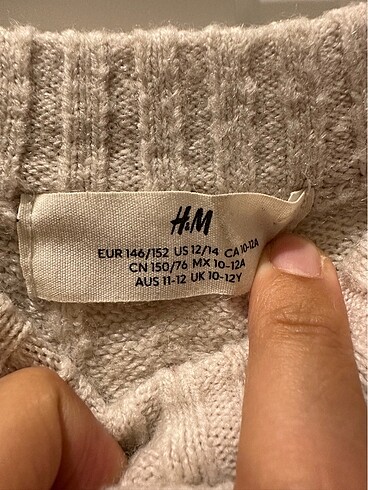 H&M
EUR 146/152 US 12/14 CA 10-12A
CN 150/76 MX 10-12A
AUS 11-12 UK 10-12Y